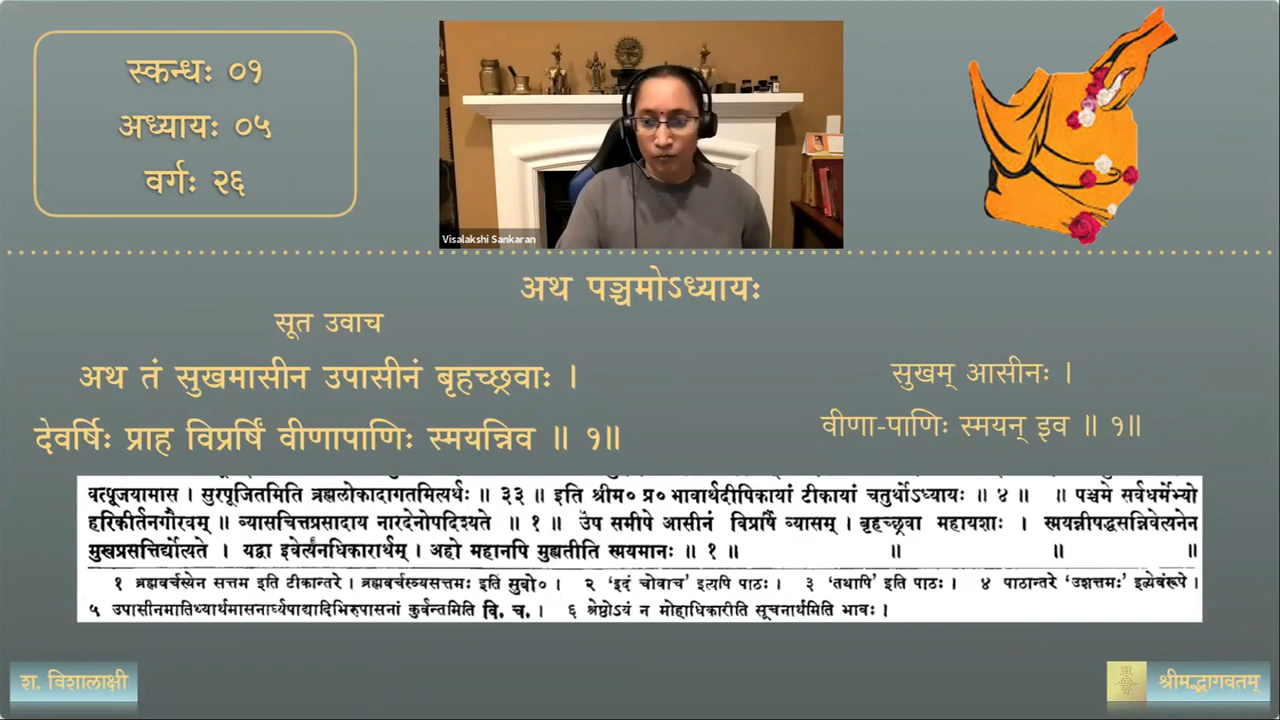 स्कन्धः ०१
अध्यायः ०५
वर्गः २६
Visalakshi Sankaran
अथ पञ्चमोऽध्यायः
सूत उवाच
अथ तं सुखमासीन उपासीनं बृहच्छ्रवाः ।
देवर्षिः प्राह विप्रर्षिं वीणापाणिः स्मयन्निव ॥ १॥
सुखम् आसीनः ।
वीणा-पाणिः स्मयन् इव ॥ १॥
वत्पूजयामास । सुरपूजितमिति ब्रह्मलोकादागतमित्यर्थः ॥ ३३ ॥ इति श्रीम० प्र० भावार्थदीपिकायां टीकायां चतुर्थोऽध्यायः ॥ ४ ॥ ॥ पञ्चमे सर्वधर्मेभ्यो
हरिकीर्तनगौरवम् ॥ व्यासचित्तप्रसादाय नारदेनोपदिश्यते ॥ १ ॥ उप समीपे आसीनं विप्रर्षिं व्यासम् । बृहच्छ्रवा महायशाः । स्मयन्नीषद्धसन्निवेत्यनेन
मुखप्रसत्तिर्द्योत्यते । यद्वा इवेत्यनधिकारार्थम् । अहो महानपि मुह्यतीति स्मयमानः ॥ १ ॥ ॥ ॥ ॥
१ ब्रह्मवर्चस्येन सत्तम इति टीकान्तरे । ब्रह्मवर्चस्व्यसत्तमः इति सुबो० । २ ‘इदं चोवाच’ इत्यपि पाठः । ३ ‘तथापि’ इति पाठः । ४ पाठान्तरे ‘उशत्तमः’ इत्येवंरूपे ।
५ उपासीनमातिथ्यार्थमासनार्घ्यपाद्यादिभिरुपासनां कुर्वन्तमिति वि. च. । ६ श्रेष्ठोऽयं न मोहाधिकारीति सूचनार्थमिति भावः ।
श. विशालाक्षी
श्रीमद्भागवतम्